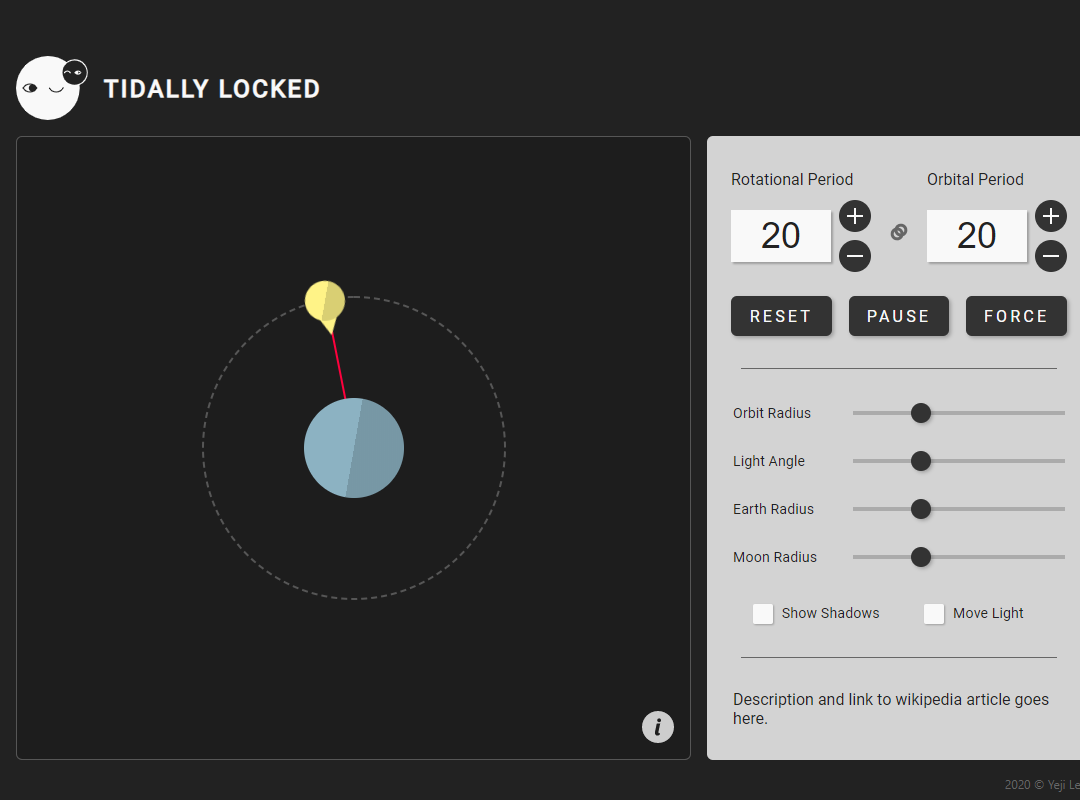 TIDALLY LOCKED
Rotational Period
Orbital Period
20
20
RESET
PAUSE
FORCE
Orbit Radius
Light Angle
Earth Radius
Moon Radius
Show Shadows
Move Light
Description and link to wikipedia article goes
here.
i
2020 © Yeji Le